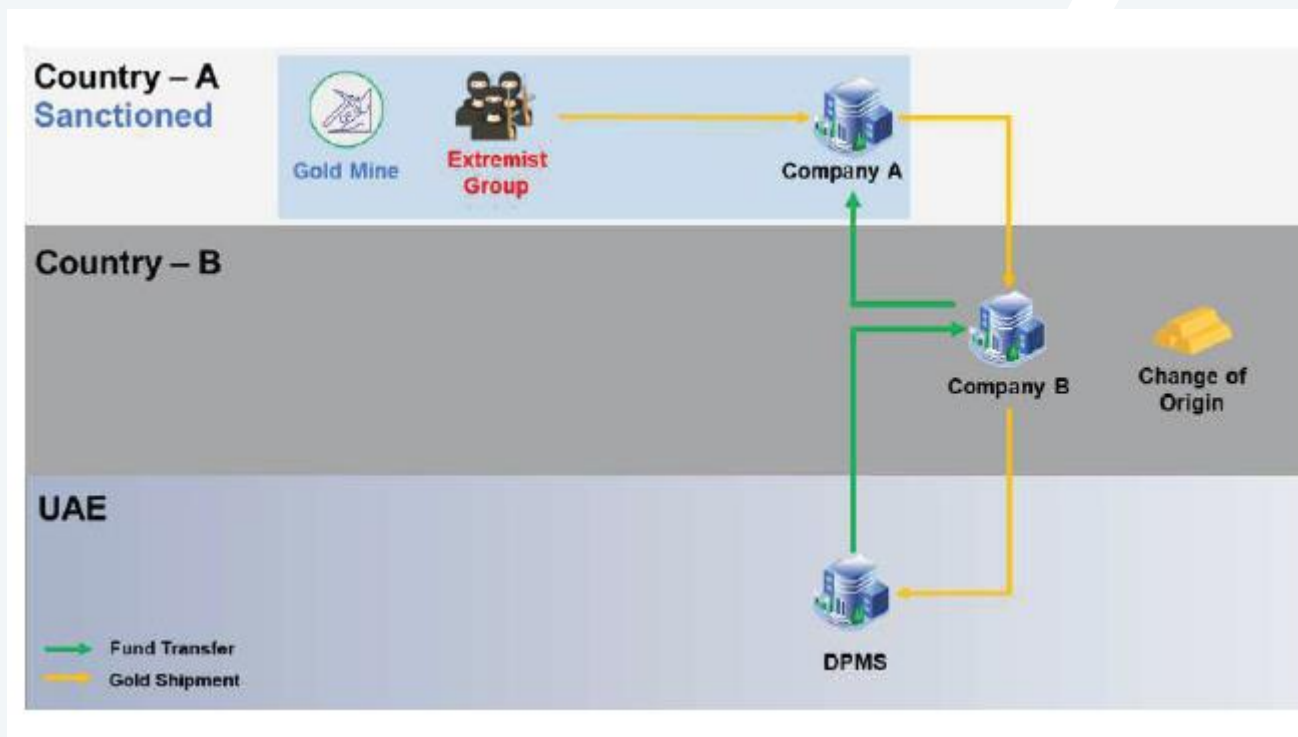 Country – A
Sanctioned
Gold Mine
Extremist
Group
Company A
Country – B
Company B
Change of
Origin
UAE
DPMS
Fund Transfer
Gold Shipment